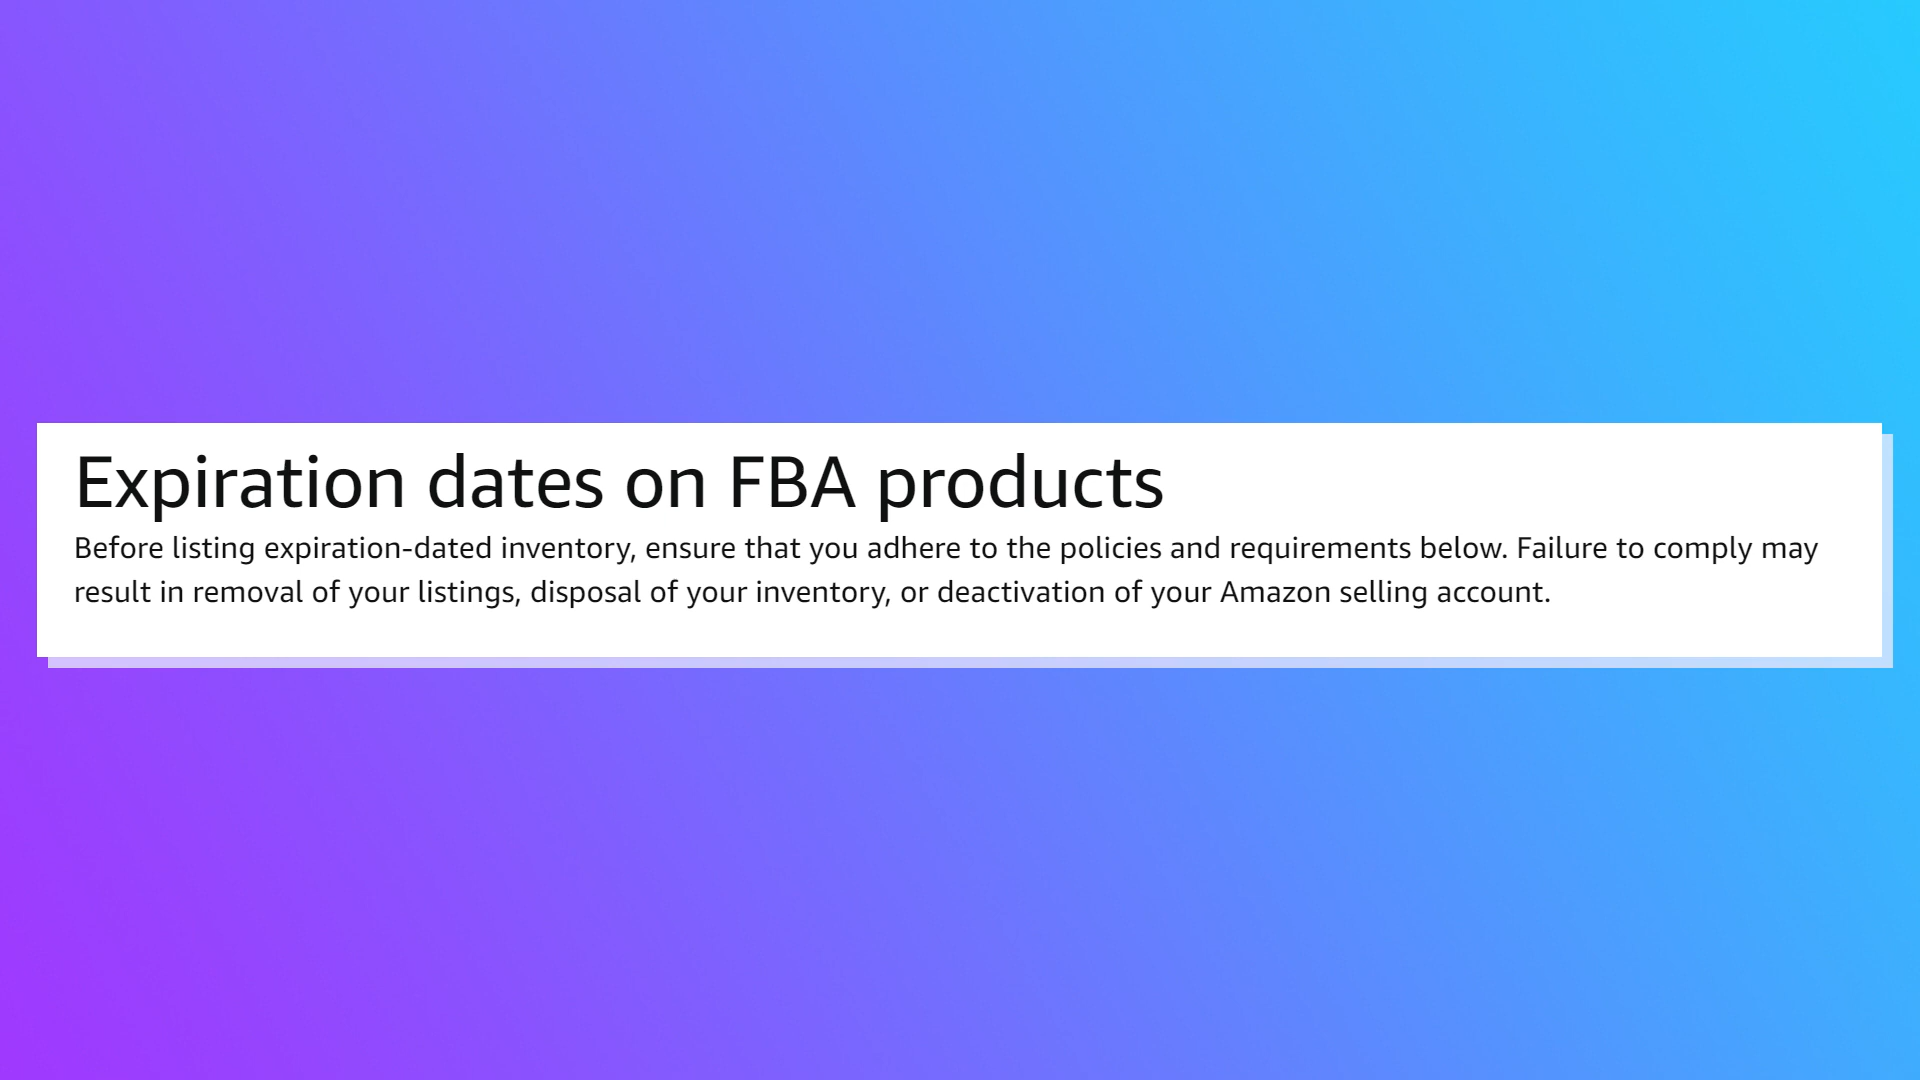 Expiration dates on FBA products
Before listing expiration-dated inventory, ensure that you adhere to the policies and requirements below. Failure to comply may
result in removal of your listings, disposal of your inventory, or deactivation of your Amazon selling account.